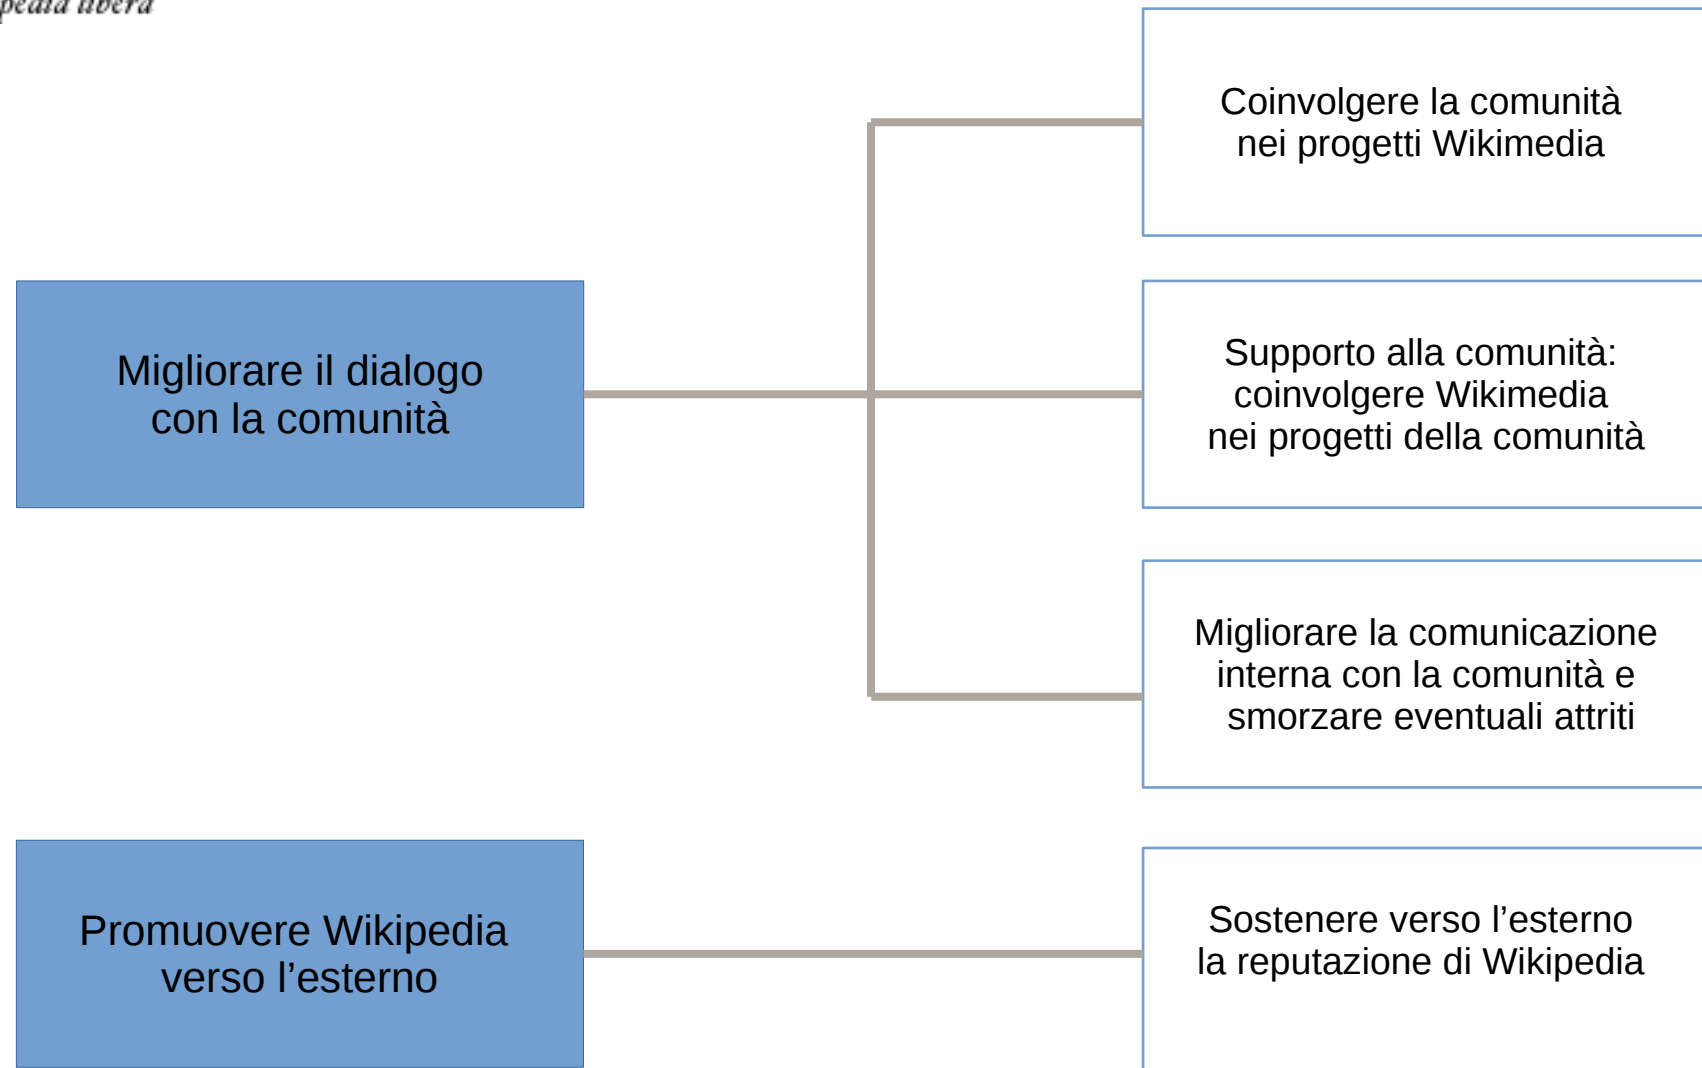 libera
Coinvolgere la comunità
nei progetti Wikimedia
Migliorare il dialogo
con la comunità
Supporto alla comunità:
coinvolgere Wikimedia
nei progetti della comunità
Migliorare la comunicazione
interna con la comunità e
smorzare eventuali attriti
Promuovere Wikipedia
verso l’esterno
Sostenere verso l’esterno
la reputazione di Wikipedia